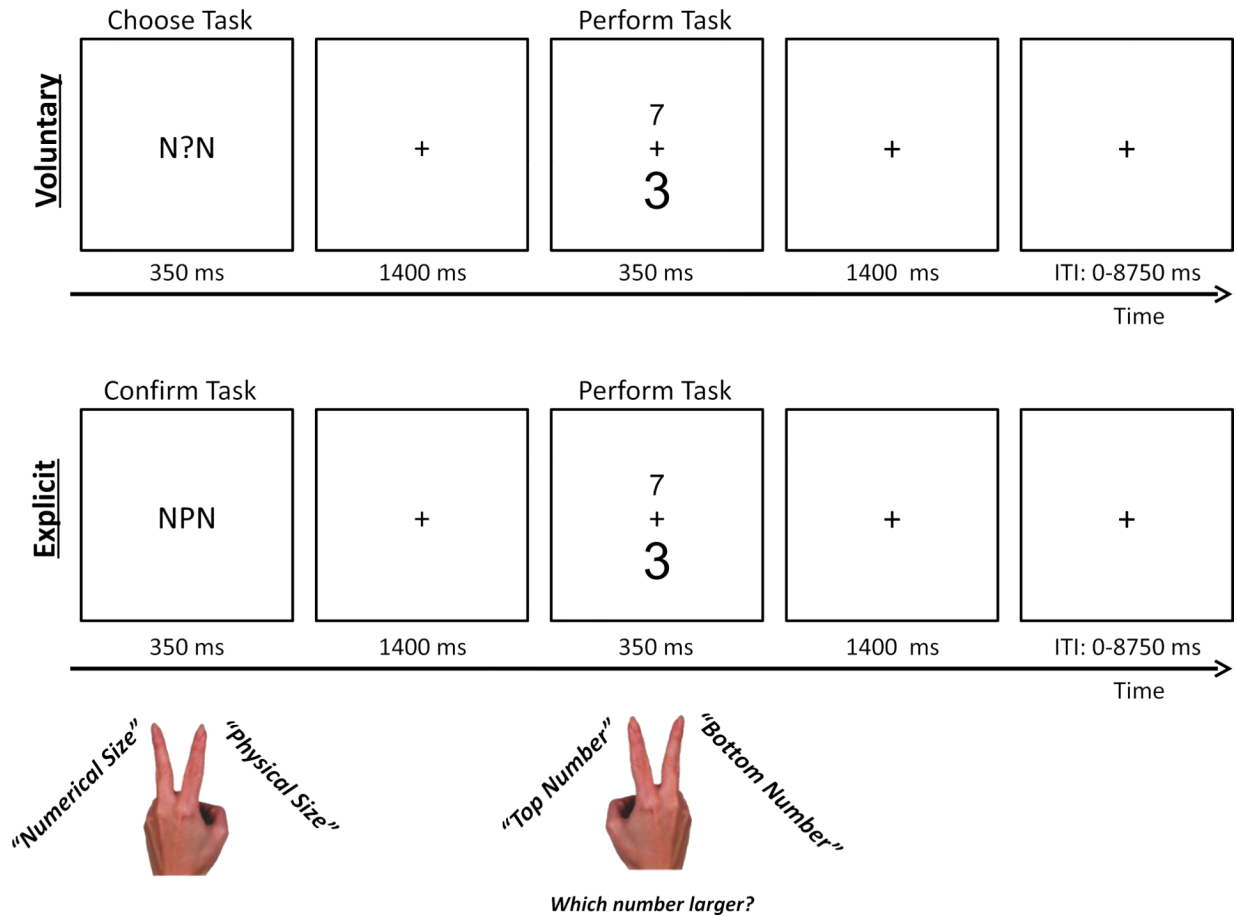 Choose Task
Perform Task
Voluntary
N?N
+
7
+
3
+
+
350 ms
1400 ms
350 ms
1400 ms
ITI: 0-8750 ms
Time
Confirm Task
Perform Task
Explicit
NPN
+
7
+
3
+
+
350 ms
1400 ms
350 ms
1400 ms
ITI: 0-8750 ms
Time
“Numerical Size”
“Physical Size”
“Top Number”
“Bottom Number”
Which number larger?